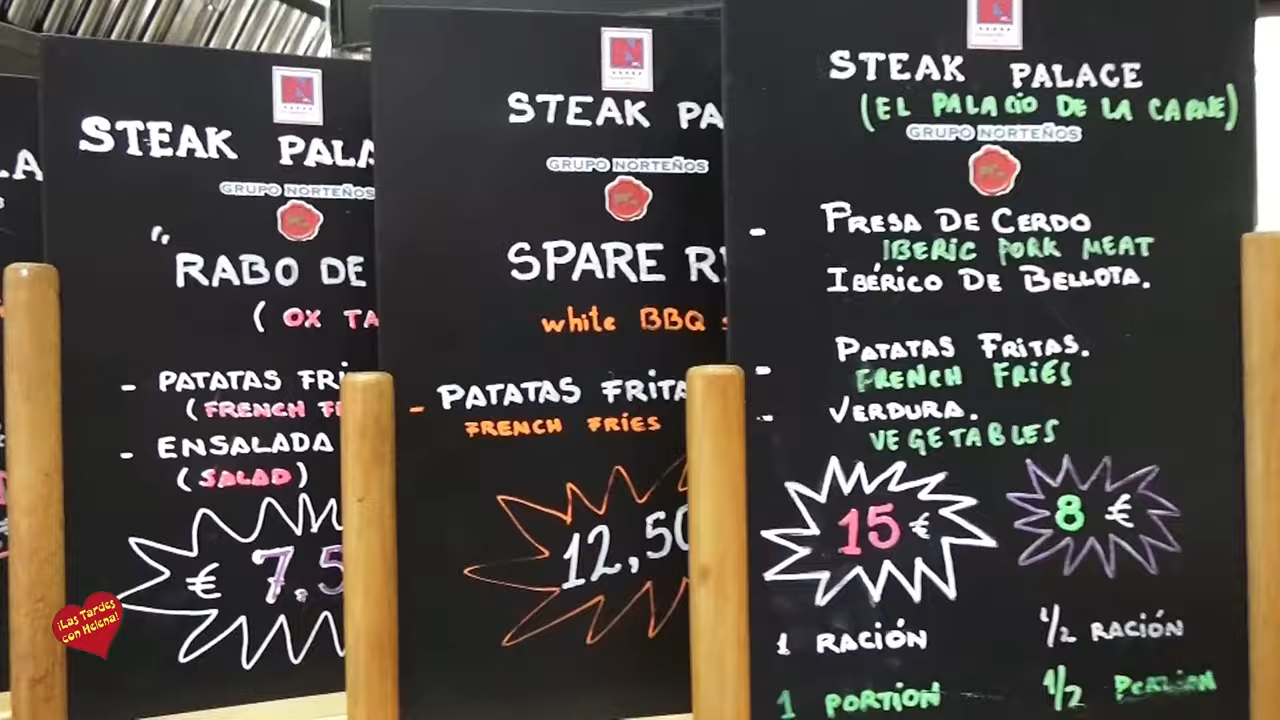 STEAK PALA
GRUPO NORTEÑOS
" RABO DE
( OX TA
- PATATAS FRI
( FRENCH FR
- ENSALADA
(SALAD)
€ 7,5
¡Las Tardes
con Helena!
STEAK PA
GRUPO NORTEÑOS
SPARE RI
white BBQ S
- PATATAS FRITA
FRENCH FRIES
12,50
STEAK PALACE
(EL PALACIO DE LA CARNE)
GRUPO NORTEÑOS
- PRESA DE CERDO
IBERIC PORK MEAT
IBÉRICO DE BELLOTA.
- PATATAS FRITAS.
FRENCH FRIES
- VERDURA.
VEGETABLES
15 € 8 €
1 RACIÓN 1/2 RACIÓN
1 PORTION 1/2 PORTION